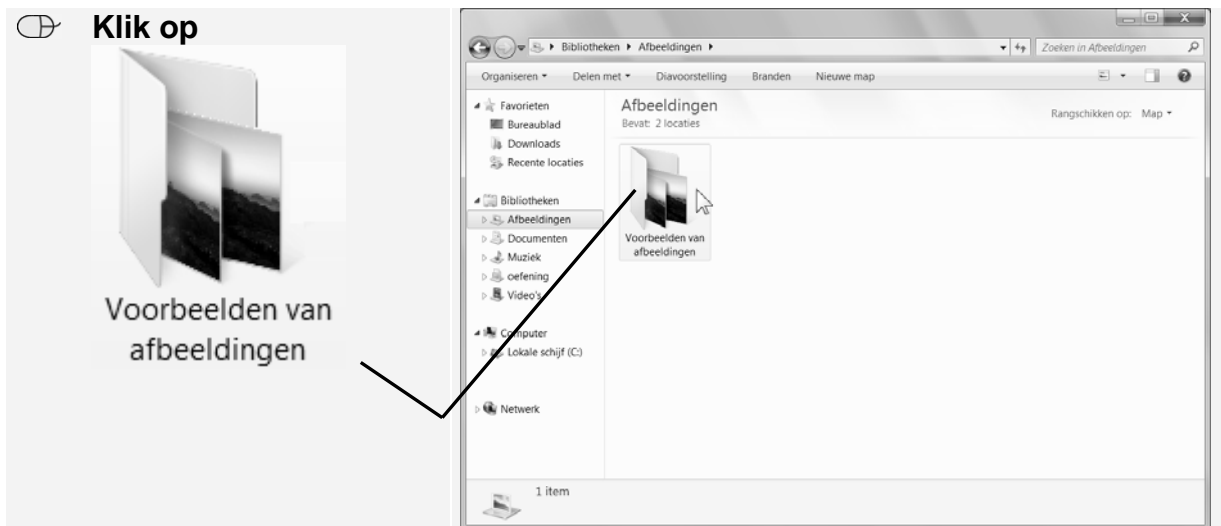 Klik op
Voorbeelden van
afbeeldingen
Bibliotheken Afbeeldingen
Zoeken in Afbeeldingen
Organiseren Delen met Diavoorstelling Branden Nieuwe map
Favorieten
Bureaublad
Downloads
Recente locaties
Bibliotheken
Afbeeldingen
Documenten
Muziek
oefening
Video's
Computer
Lokale schijf (C:)
Netwerk
Afbeeldingen
Bevat: 2 locaties
Rangschikken op: Map
Voorbeelden van
afbeeldingen
1 item